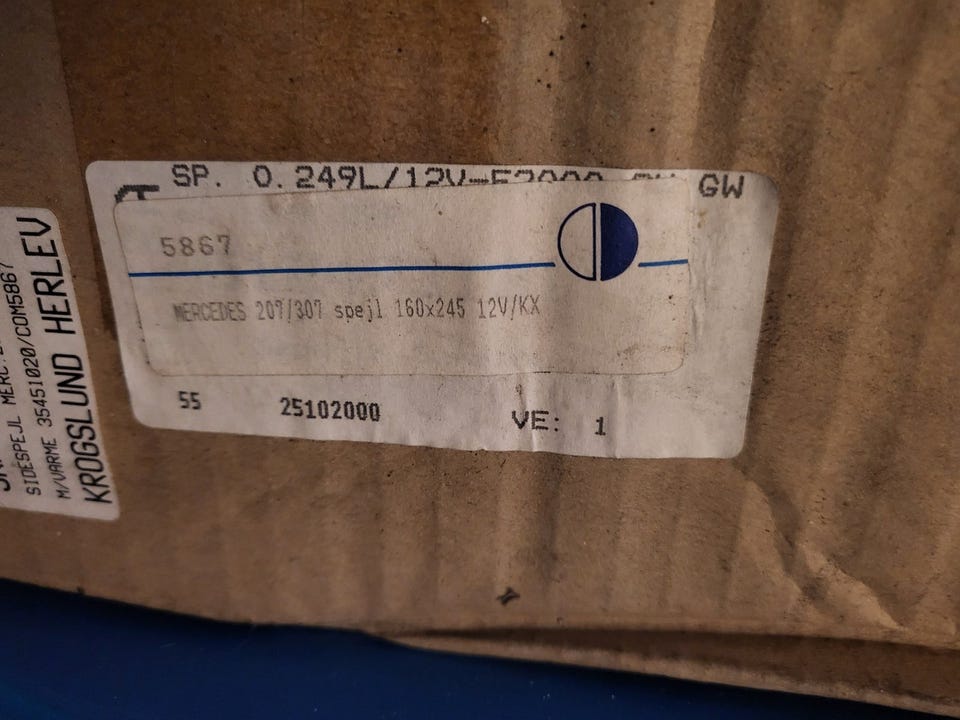 SP. 0.249L/12V GW
5867
MERCEDES 207/307 spejl 160x245 12V/KX
55 25102000 VE: 1
SIDESPEJL MERC.
M/VARME 35451020/COM5867
KROGSLUND HERLEV